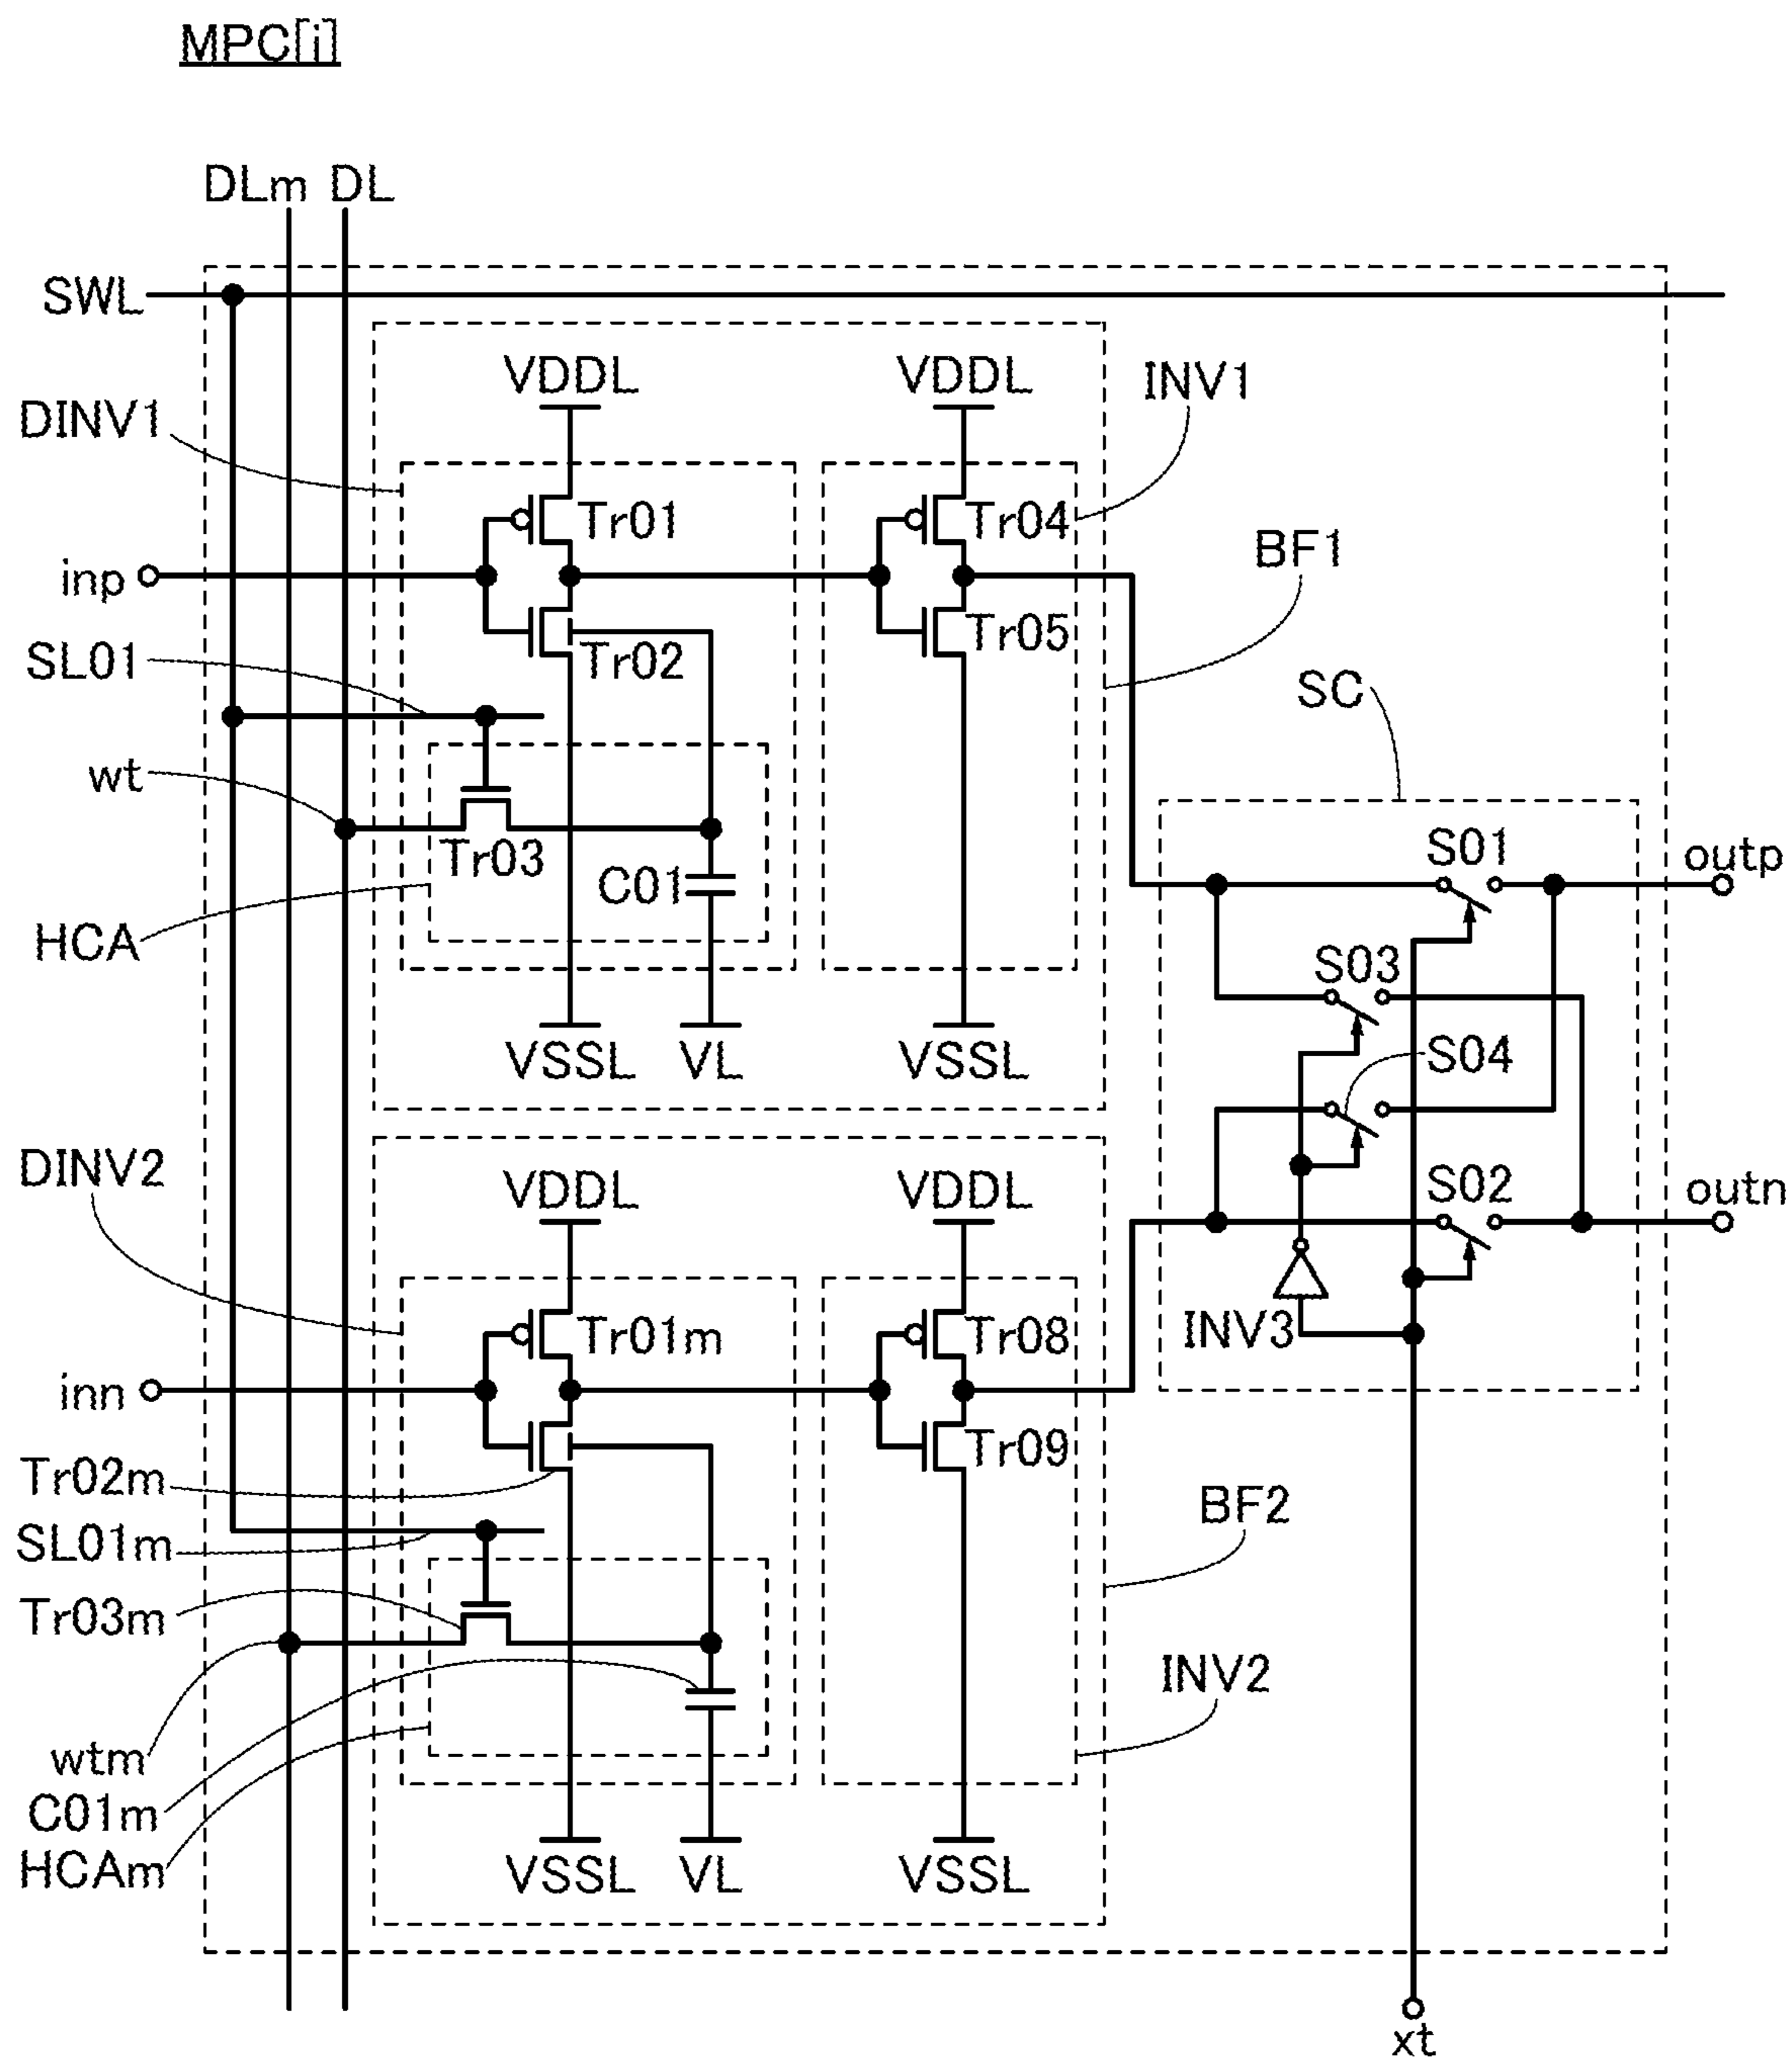 MPC[i]
DLm DL
SWL
VDDL VDDL INV1
DINV1
Tr01 Tr04
BF1
inp
Tr02 Tr05
SL01
SC
wt
S01 outp
Tr03
C01
HCA
S03
VSSL VL VSSL S04
DINV2
VDDL VDDL S02 outn
Tr01m Tr08 INV3
inn
Tr09
Tr02m
BF2
SL01m
Tr03m
INV2
wtm
C01m
HCAm VSSL VL VSSL
xt